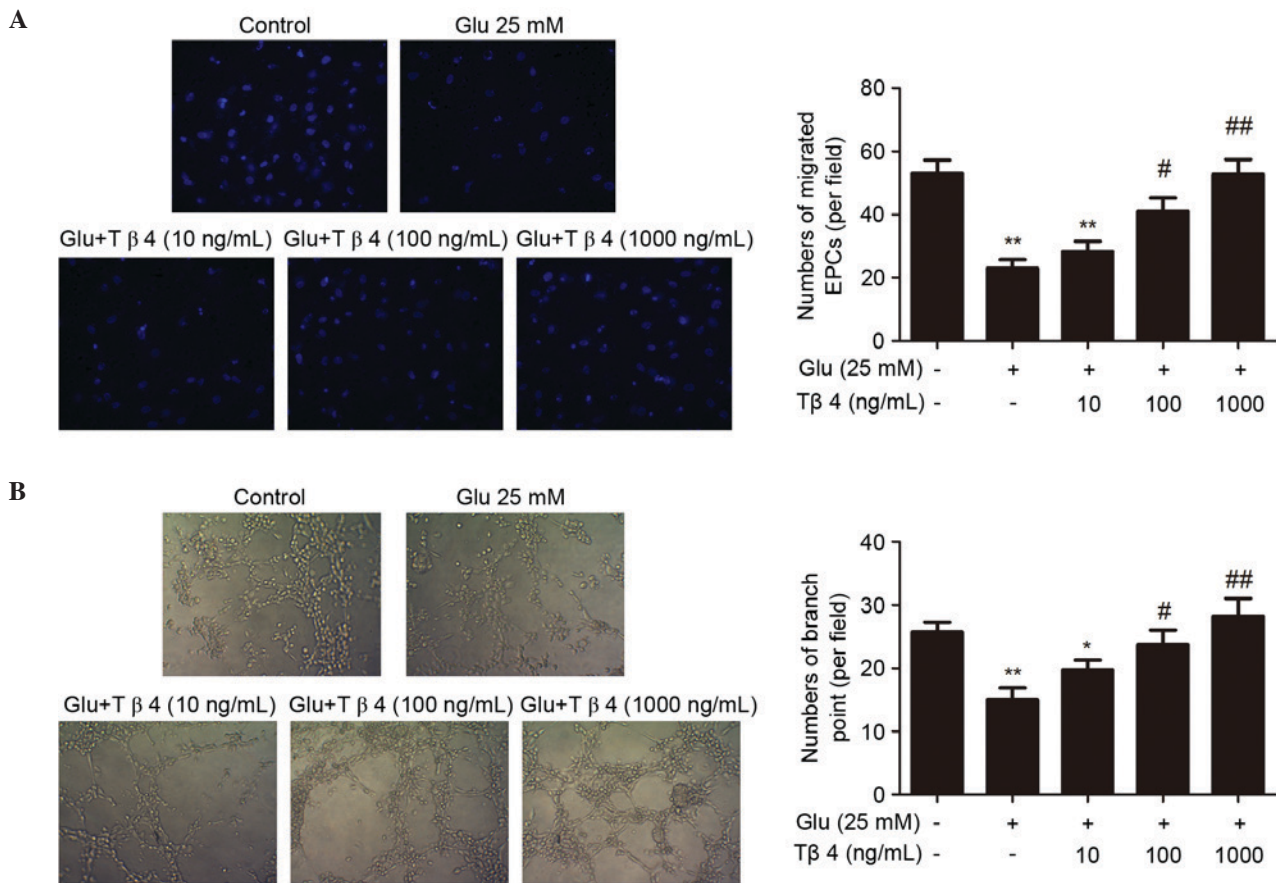 A
Control
Glu 25 mM
Glu+T β 4 (10 ng/mL)
Glu+T β 4 (100 ng/mL)
Glu+T β 4 (1000 ng/mL)
Numbers of migrated
EPCs (per field)
80
60
40
20
0
**
**
#
##
Glu (25 mM) - + + + +
Tβ 4 (ng/mL) - - 10 100 1000
B
Control
Glu 25 mM
Glu+T β 4 (10 ng/mL)
Glu+T β 4 (100 ng/mL)
Glu+T β 4 (1000 ng/mL)
Numbers of branch
point (per field)
40
30
20
10
0
**
*
#
##
Glu (25 mM) - + + + +
Tβ 4 (ng/mL) - - 10 100 1000